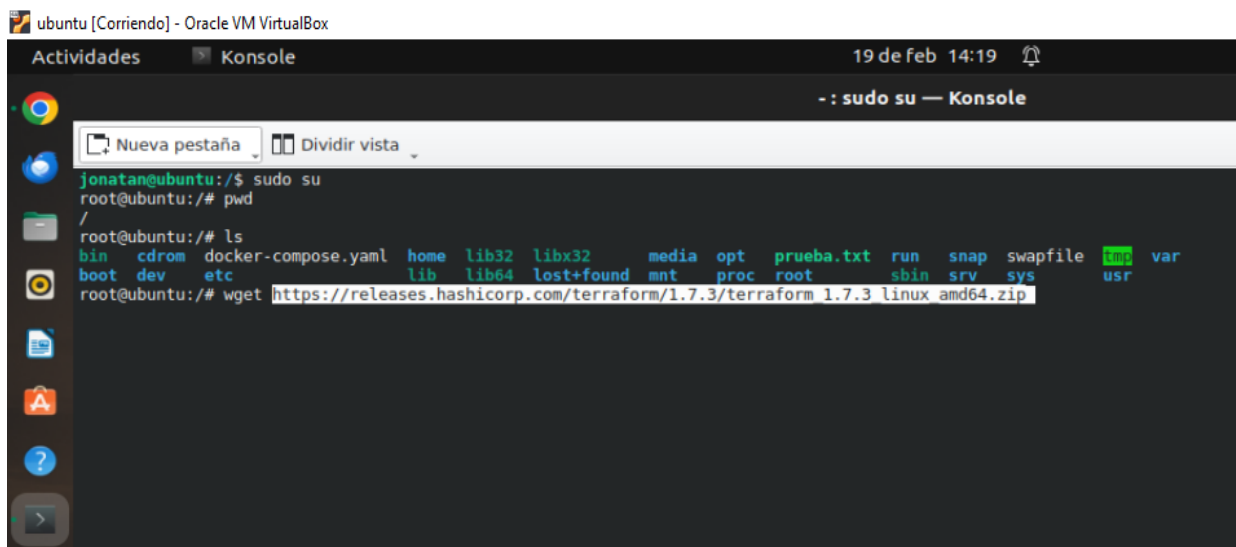 ubuntu [Corriendo] - Oracle VM VirtualBox
Actividades Konsole 19 de feb 14:19
- : sudo su — Konsole
Nueva pestaña Dividir vista
jonatan@ubuntu:/$ sudo su
root@ubuntu:/# pwd
/
root@ubuntu:/# ls
bin cdrom docker-compose.yaml home lib32 libx32 media opt prueba.txt run snap swapfile tmp var
boot dev etc lib lib64 lost+found mnt proc root sbin srv sys usr
root@ubuntu:/# wget https://releases.hashicorp.com/terraform/1.7.3/terraform_1.7.3_linux_amd64.zip